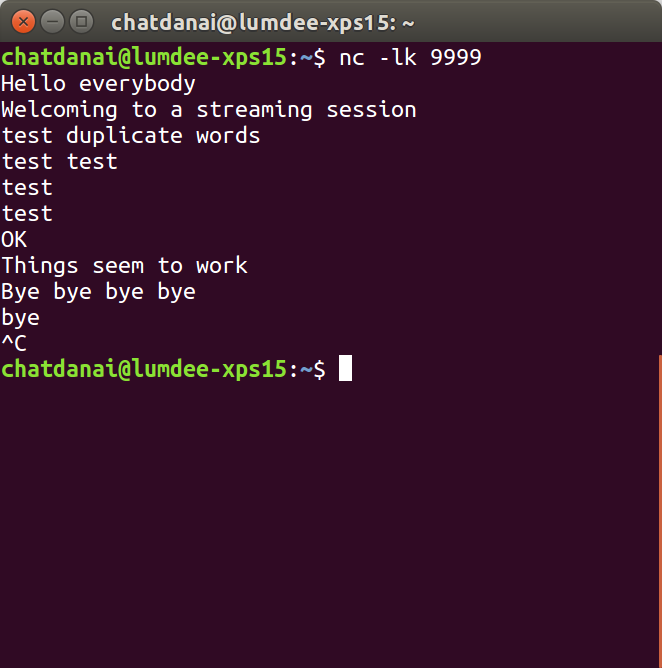 chatdanai@lumdee-xps15: ~
chatdanai@lumdee-xps15:~$ nc -lk 9999
Hello everybody
Welcoming to a streaming session
test duplicate words
test test
test
test
OK
Things seem to work
Bye bye bye bye
bye
^C
chatdanai@lumdee-xps15:~$